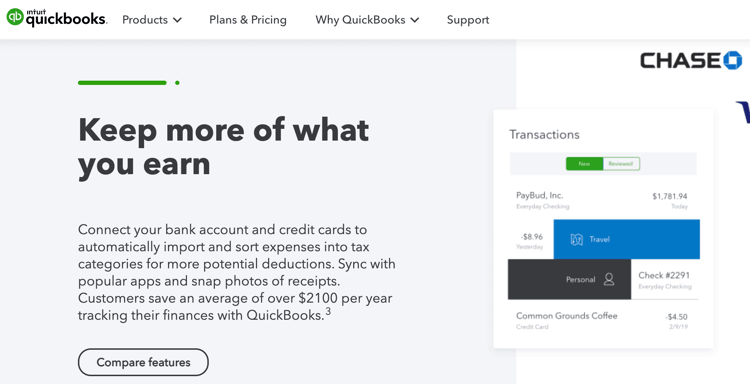 intuit
quickbooks.
Products
Plans & Pricing
Why QuickBooks
Support
CHASE
Keep more of what
you earn
Connect your bank account and credit cards to
automatically import and sort expenses into tax
categories for more potential deductions. Sync with
popular apps and snap photos of receipts.
Customers save an average of over $2100 per year
tracking their finances with QuickBooks.3
Compare features
Transactions
New Reviewed
PayBud, Inc. $1,781.94
Everyday Checking Today
-$8.96 Travel
Yesterday
Personal Check #2291
Everyday Checking
Common Grounds Coffee -$4.50
Credit Card 2/9/19